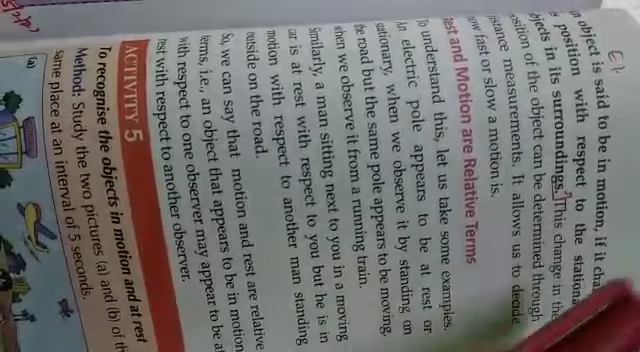 object is said to be in motion, if it
position with respect to the
objects in its surroundings. This change in the
position of the object can be determined through
distance measurements. It allows us to decide
how fast or slow a motion is.
Rest and Motion are Relative Terms
To understand this, let us take some examples.
An electric pole appears to be at rest or
stationary, when we observe it by standing on
the road but the same pole appears to be moving,
when we observe it from a running train.
Similarly, a man sitting next to you in a moving
car is at rest with respect to you but he is in
motion with respect to another man standing
outside on the road.
So, we can say that motion and rest are relative
terms, i.e., an object that appears to be in motion
with respect to one observer may appear to be at
rest with respect to another observer.
ACTIVITY 5
To recognise the objects in motion and at rest
Method: Study the two pictures (a) and (b) of
same place at an interval of 5 seconds.
(a)